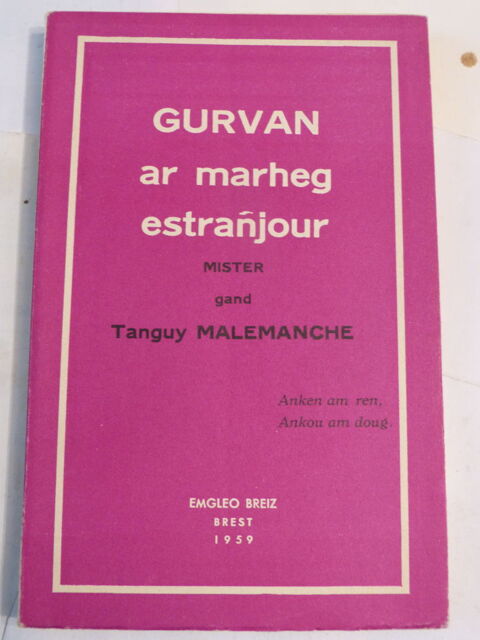 GURVAN
ar marheg
estrañjour
MISTER
gand
Tanguy MALEMANCHE
Anken am ren,
Ankou am doug.
EMGLEO BREIZ
BREST
1959